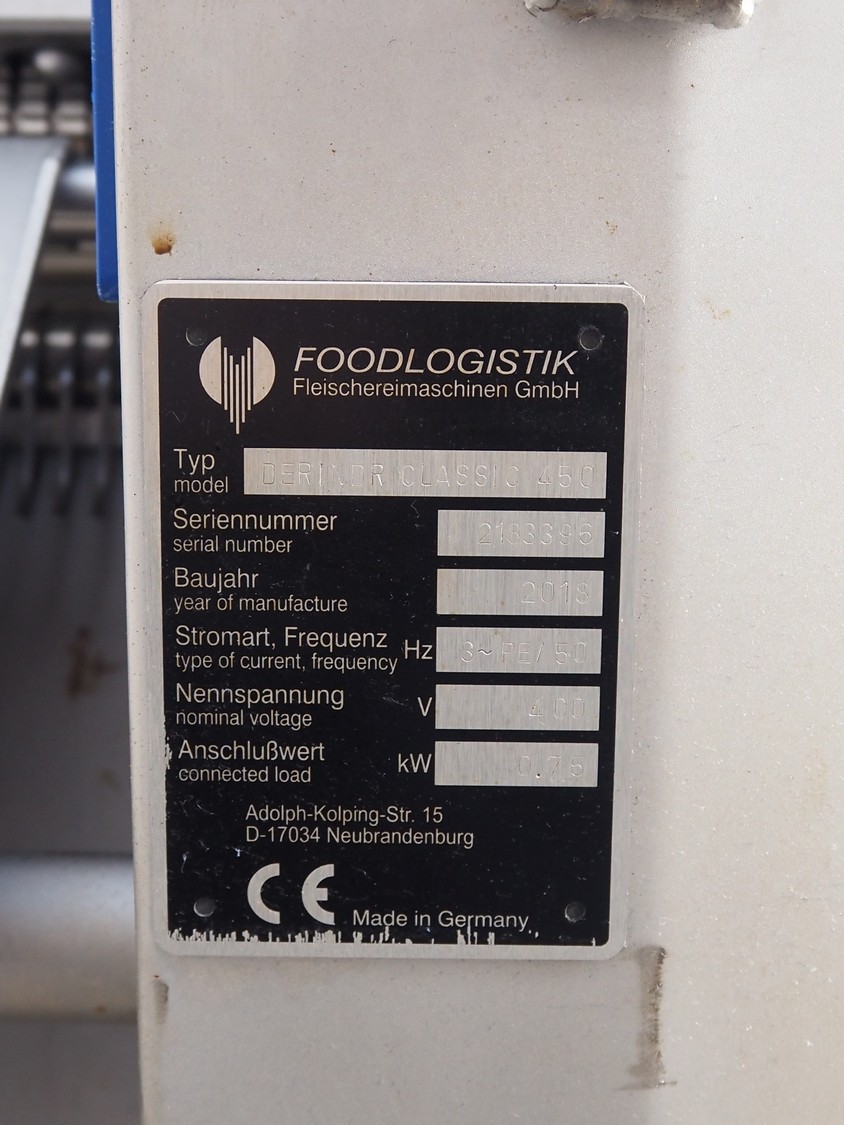 FOODLOGISTIK
Fleischereimaschinen GmbH
Typ DERINDR CLASSIC 450
model
Seriennummer 2183396
serial number
Baujahr 2018
year of manufacture
Stromart, Frequenz Hz 3~PE/50
type of current, frequency
Nennspannung V 400
nominal voltage
Anschlußwert kW 0.75
connected load
Adolph-Kolping-Str. 15
D-17034 Neubrandenburg
CE Made in Germany